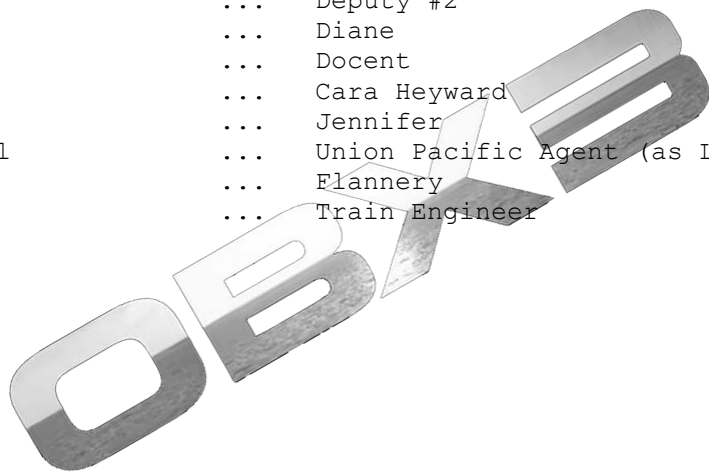 ... Deputy #2
... Diane
... Docent
... Cara Heyward
... Jennifer
l ... Union Pacific Agent (as I
... Flannery
... Train Engineer
OBX3